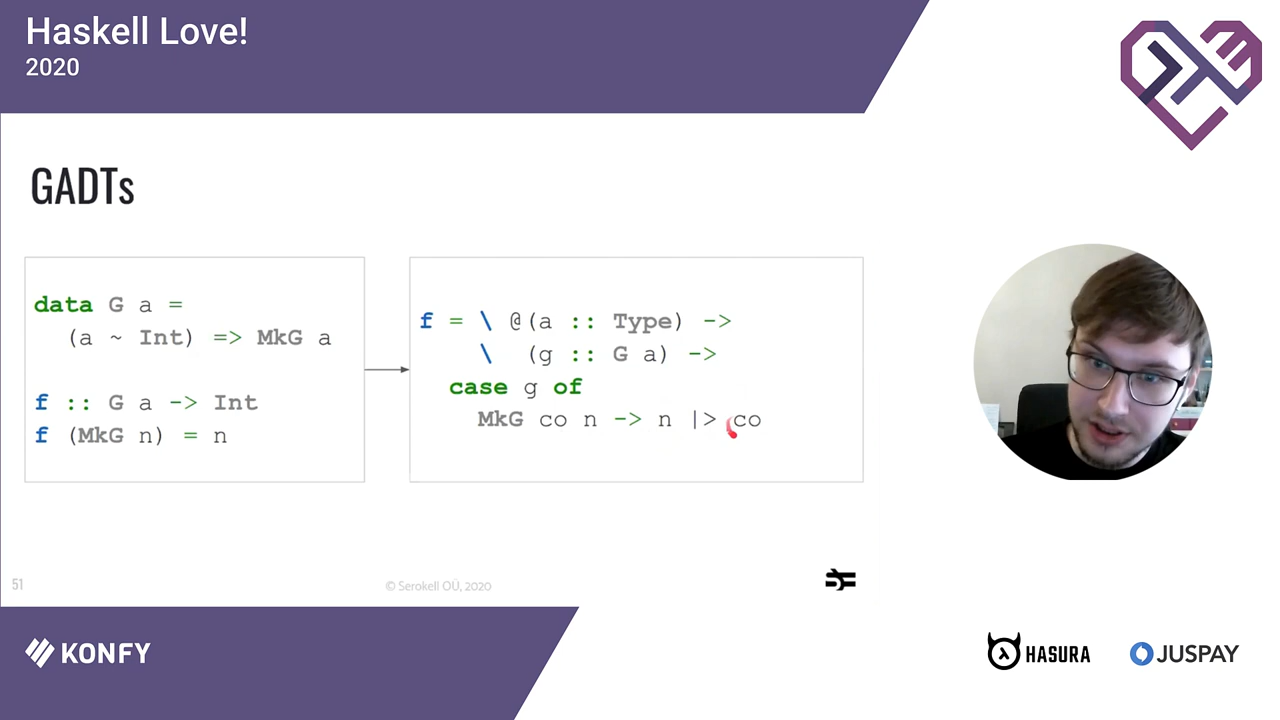 Haskell Love!
2020
GADTs
data G a =
(a ~ Int) => MkG a
f :: G a -> Int
f (MkG n) = n
f = \ @(a :: Type) ->
\ (g :: G a) ->
case g of
MkG co n -> n |> co
51
© Serokell OÜ, 2020
KONFY
HASURA
JUSPAY